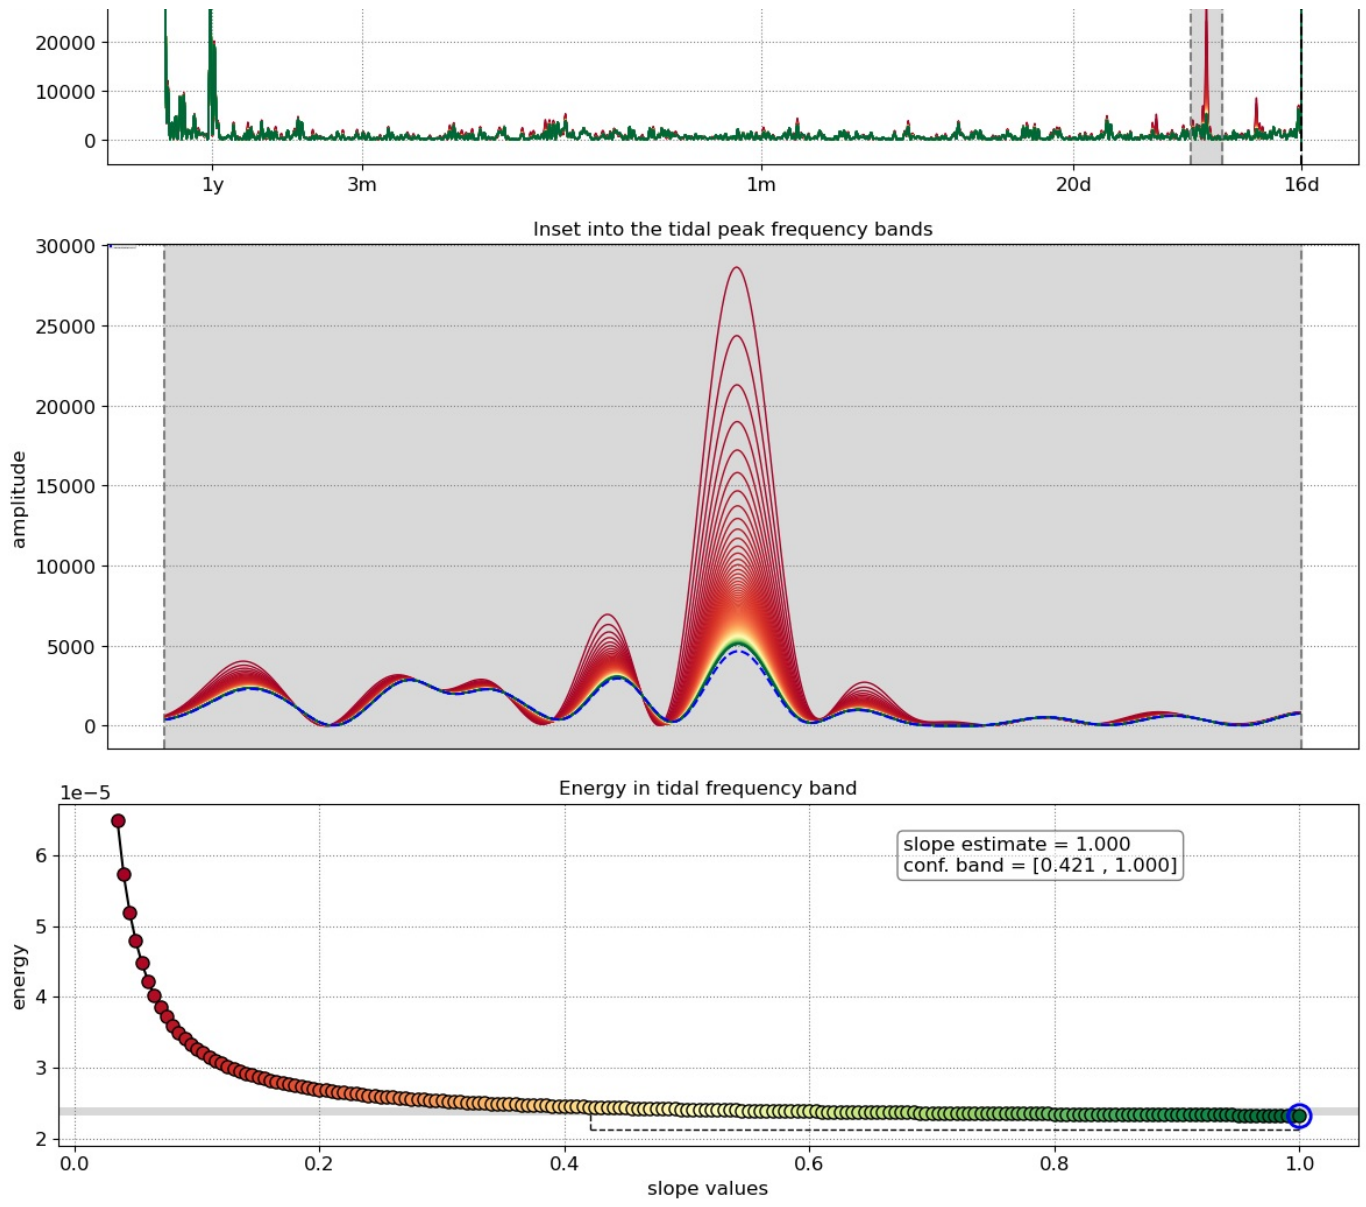 20000
10000
0
1y 3m 1m 20d 16d
Inset into the tidal peak frequency bands
30000
25000
20000
15000
10000
5000
0
amplitude
Energy in tidal frequency band
1e−5
6
5
4
3
2
energy
slope estimate = 1.000
conf. band = [0.421 , 1.000]
0.0 0.2 0.4 0.6 0.8 1.0
slope values